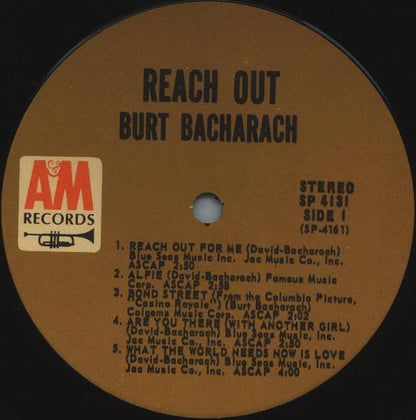 REACH OUT
BURT BACHARACH
A&M
RECORDS
STEREO
SP 4131
SIDE 1
(SP-4161)
1. REACH OUT FOR ME (David-Bacharach)
Blue Seas Music Inc. Jac Music Co., Inc.
ASCAP 2:50
2. ALFIE (David-Bacharach) Famous Music
Corp. ASCAP 2:58
3. BOND STREET (From the Columbia Picture,
"Casino Royale") (Burt Bacharach)
Colgems Music Corp. ASCAP 2:02
4. ARE YOU THERE (WITH ANOTHER GIRL)
(David-Bacharach) Blue Seas Music, Inc.
Jac Music Co., Inc. ASCAP 2:50
5. WHAT THE WORLD NEEDS NOW IS LOVE
(David-Bacharach) Blue Seas Music, Inc.
Jac Music Co., Inc. ASCAP 4:00